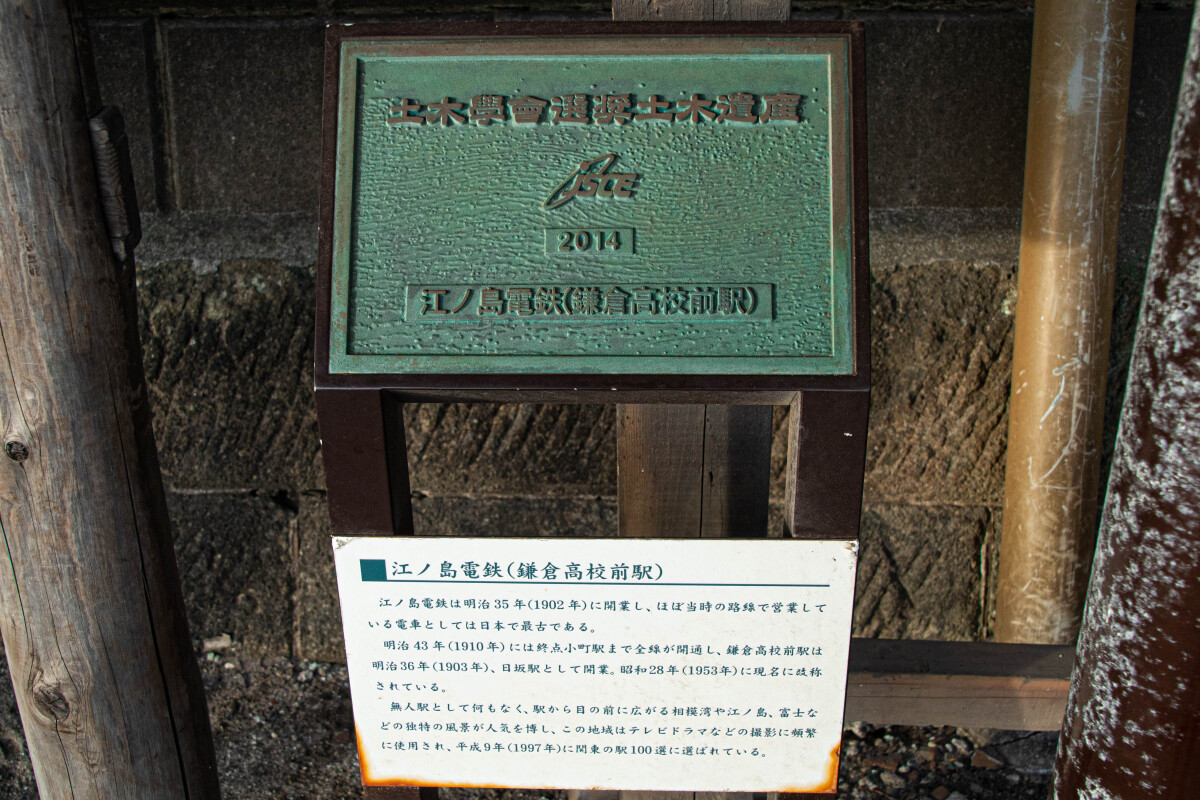 土木學會選奨土木遺産
JSCE
2014
江ノ島電鉄(鎌倉高校前駅)
江ノ島電鉄(鎌倉高校前駅)
江ノ島電鉄は明治35年(1902年)に開業し、ほぼ当時の路線で営業して
いる電車としては日本で最古である。
明治43年(1910年)には終点小町駅まで全線が開通し、鎌倉高校前駅は
明治36年(1903年)、日坂駅として開業。昭和28年(1953年)に現名に改称
されている。
無人駅として何もなく、駅から目の前に広がる相模湾や江ノ島、富士な
どの独特の風景が人気を博し、この地域はテレビドラマなどの撮影に頻繁
に使用され、平成9年(1997年)に関東の駅100選に選ばれている。